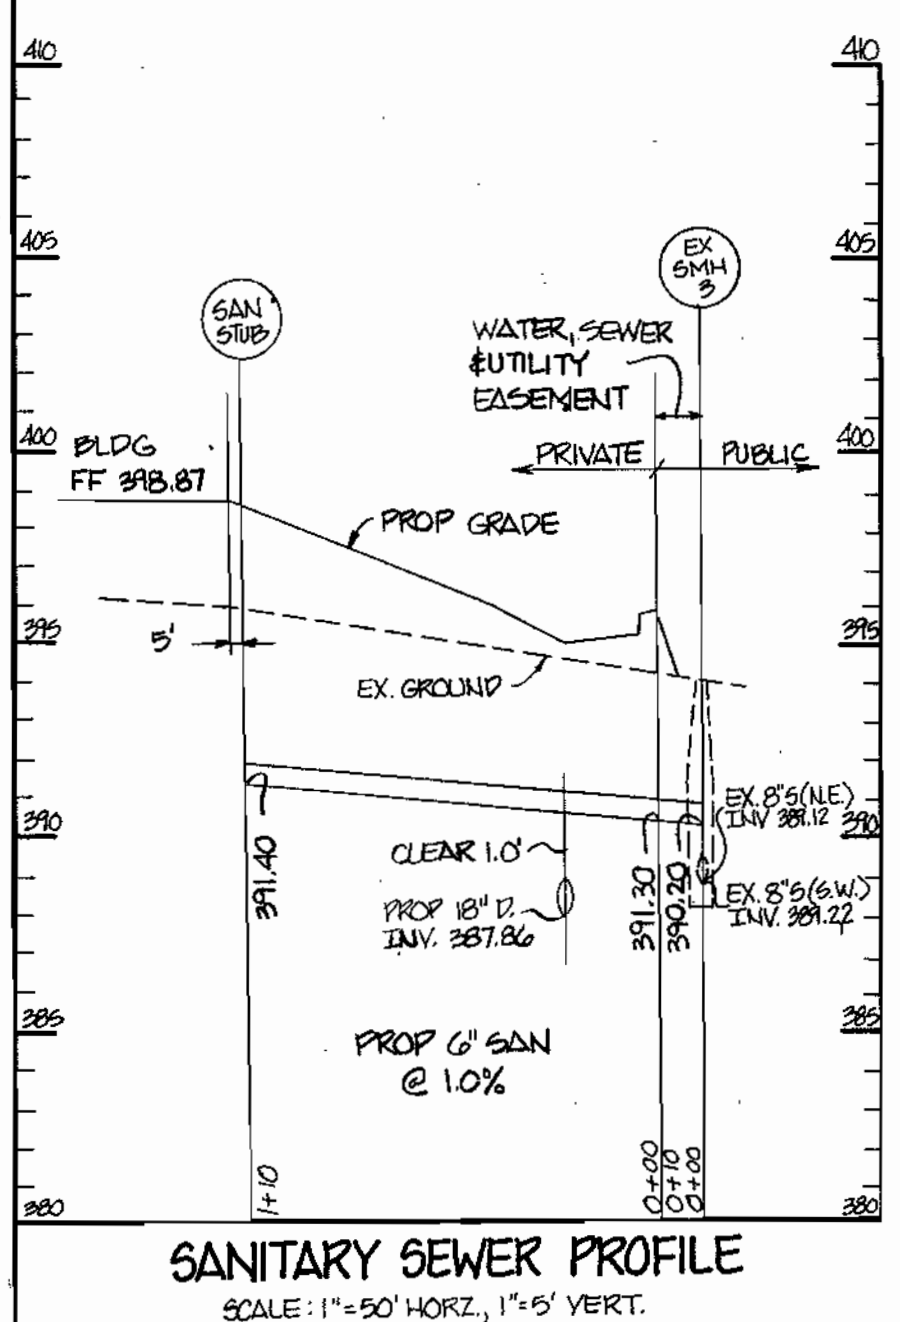 410
410
405
405
EX
SMH
3
SAN
STUB
WATER, SEWER
& UTILITY
EASEMENT
400
400
BLDG
FF 398.87
PRIVATE
PUBLIC
PROP GRADE
395
395
5'
EX. GROUND
EX. 8"S(N.E.)
INV 389.12
390
390
CLEAR 1.0'
391.40
391.30
390.20
PROP 18" D.
INV. 387.86
EX. 8"S(S.W.)
INV. 389.22
385
385
PROP 6" SAN
@ 1.0%
1+10
0+00
0+10
0+00
380
380
SANITARY SEWER PROFILE
SCALE: 1"=50' HORZ., 1"=5' VERT.